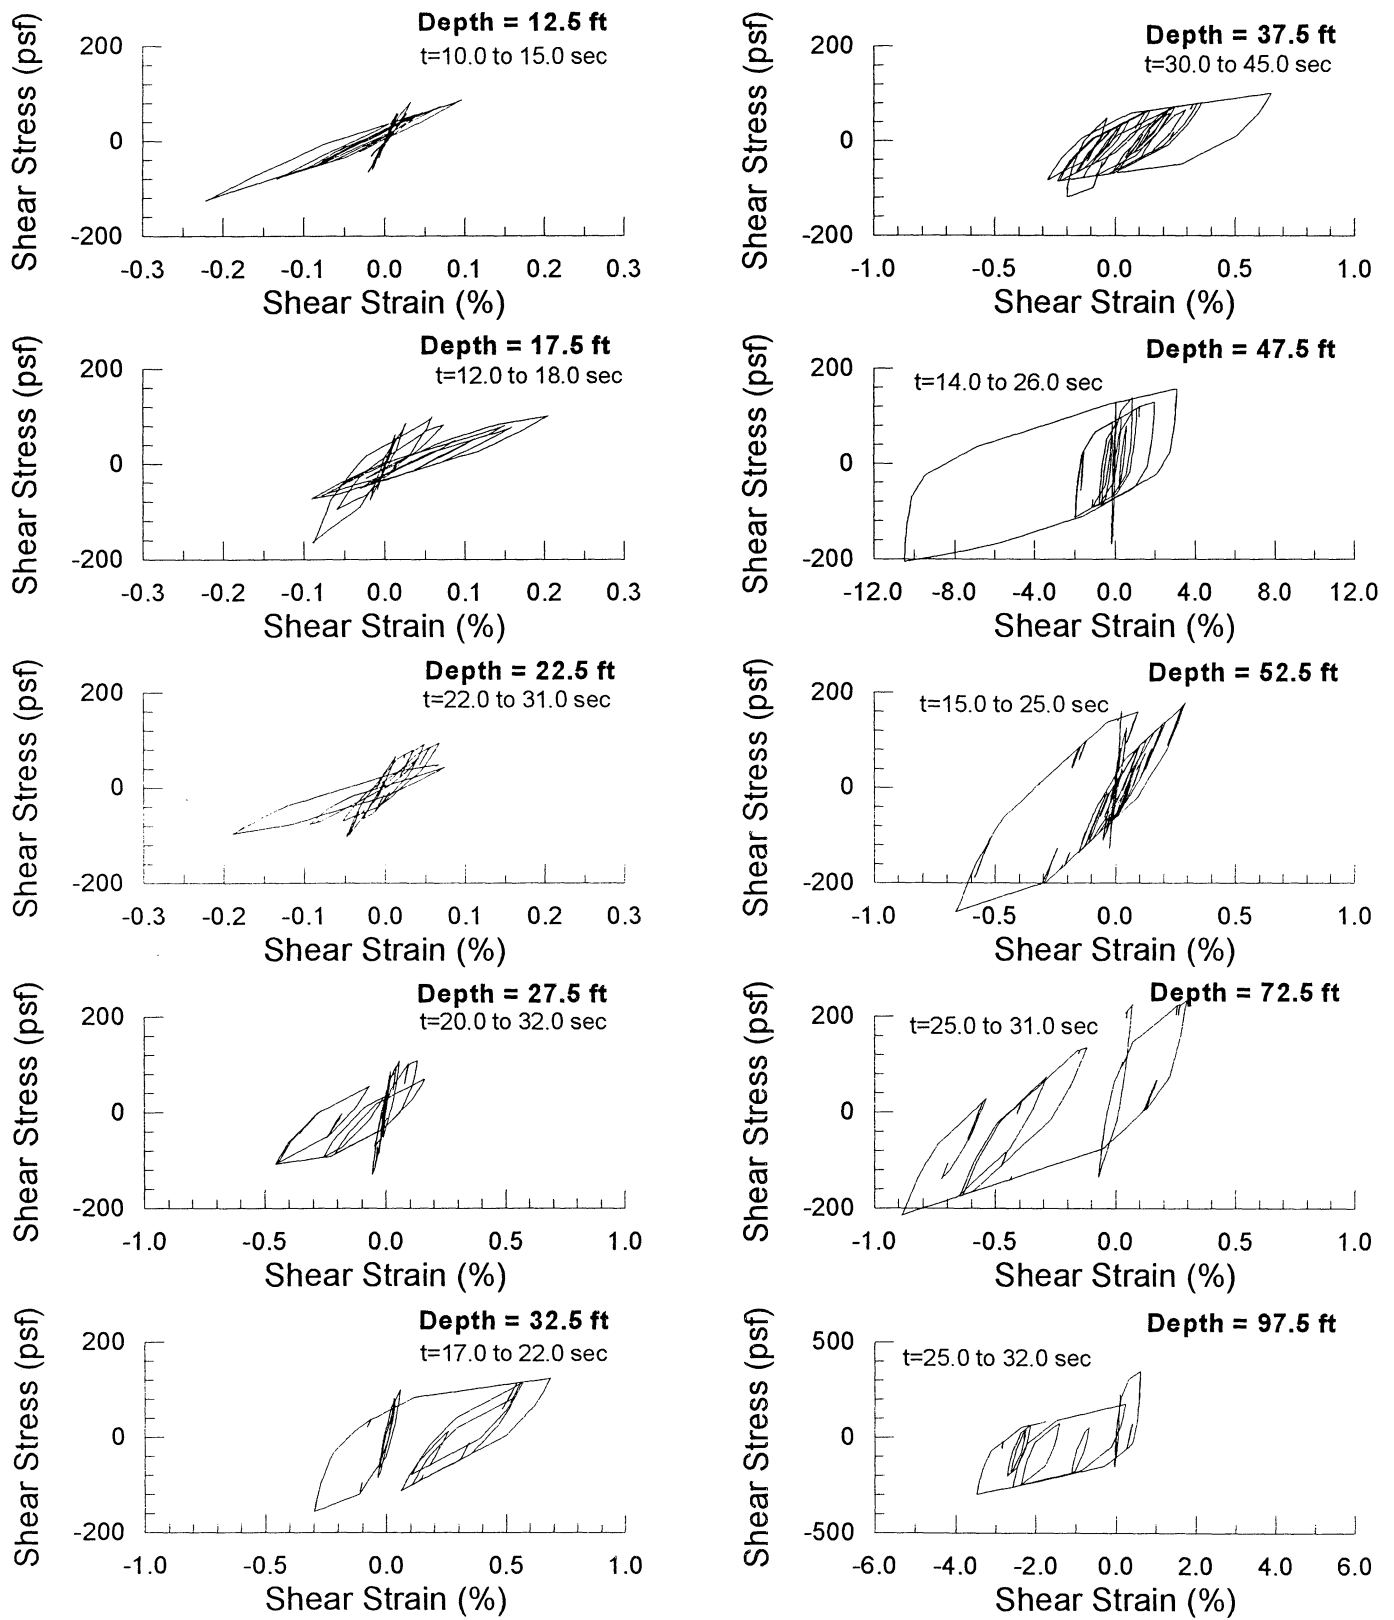 Depth = 12.5 ft
t=10.0 to 15.0 sec
Shear Stress (psf)
200
0
-200
-0.3 -0.2 -0.1 0.0 0.1 0.2 0.3
Shear Strain (%)
Depth = 17.5 ft
t=12.0 to 18.0 sec
Shear Stress (psf)
200
0
-200
-0.3 -0.2 -0.1 0.0 0.1 0.2 0.3
Shear Strain (%)
Depth = 22.5 ft
t=22.0 to 31.0 sec
Shear Stress (psf)
200
0
-200
-0.3 -0.2 -0.1 0.0 0.1 0.2 0.3
Shear Strain (%)
Depth = 27.5 ft
t=20.0 to 32.0 sec
Shear Stress (psf)
200
0
-200
-1.0 -0.5 0.0 0.5 1.0
Shear Strain (%)
Depth = 32.5 ft
t=17.0 to 22.0 sec
Shear Stress (psf)
200
0
-200
-1.0 -0.5 0.0 0.5 1.0
Shear Strain (%)
Depth = 37.5 ft
t=30.0 to 45.0 sec
Shear Stress (psf)
200
0
-200
-1.0 -0.5 0.0 0.5 1.0
Shear Strain (%)
Depth = 47.5 ft
t=14.0 to 26.0 sec
Shear Stress (psf)
200
0
-200
-12.0 -8.0 -4.0 0.0 4.0 8.0 12.0
Shear Strain (%)
Depth = 52.5 ft
t=15.0 to 25.0 sec
Shear Stress (psf)
200
0
-200
-1.0 -0.5 0.0 0.5 1.0
Shear Strain (%)
Depth = 72.5 ft
t=25.0 to 31.0 sec
Shear Stress (psf)
200
0
-200
-1.0 -0.5 0.0 0.5 1.0
Shear Strain (%)
Depth = 97.5 ft
t=25.0 to 32.0 sec
Shear Stress (psf)
500
0
-500
-6.0 -4.0 -2.0 0.0 2.0 4.0 6.0
Shear Strain (%)